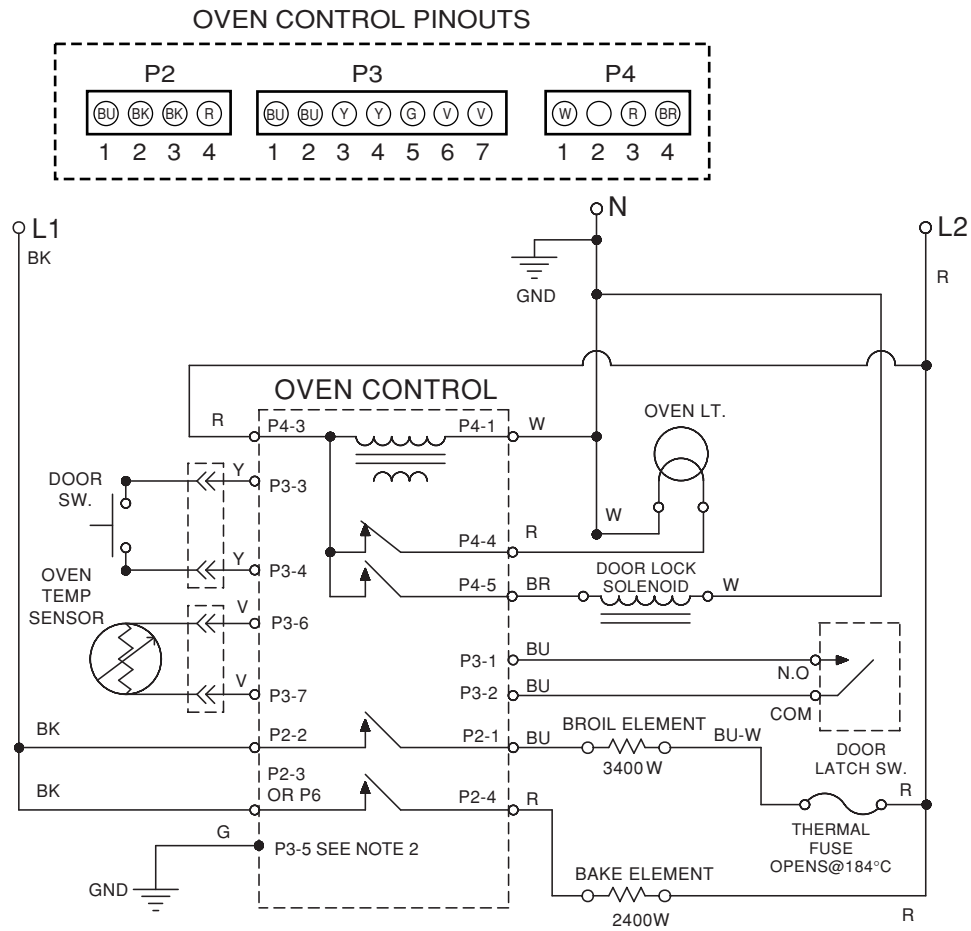 OVEN CONTROL PINOUTS
P2 P3 P4
BU BK BK R BU BU Y Y G V V W R BR
1 2 3 4 1 2 3 4 5 6 7 1 2 3 4
N
L1 L2
BK
R
GND
OVEN CONTROL
OVEN LT.
R P4-3 P4-1 W
DOOR
SW.
Y P3-3
W
P4-4 R
Y P3-4
DOOR LOCK
SOLENOID
P4-5 BR W
OVEN
TEMP
SENSOR
V P3-6
P3-1 BU
N.O
V P3-7
P3-2 BU
COM
BK P2-2 P2-1 BU
BROIL ELEMENT
BU-W
3400W
DOOR
LATCH SW.
BK
P2-3
OR P6
P2-4 R
R
THERMAL
FUSE
OPENS@184°C
G
P3-5 SEE NOTE 2
GND
BAKE ELEMENT
2400W
R